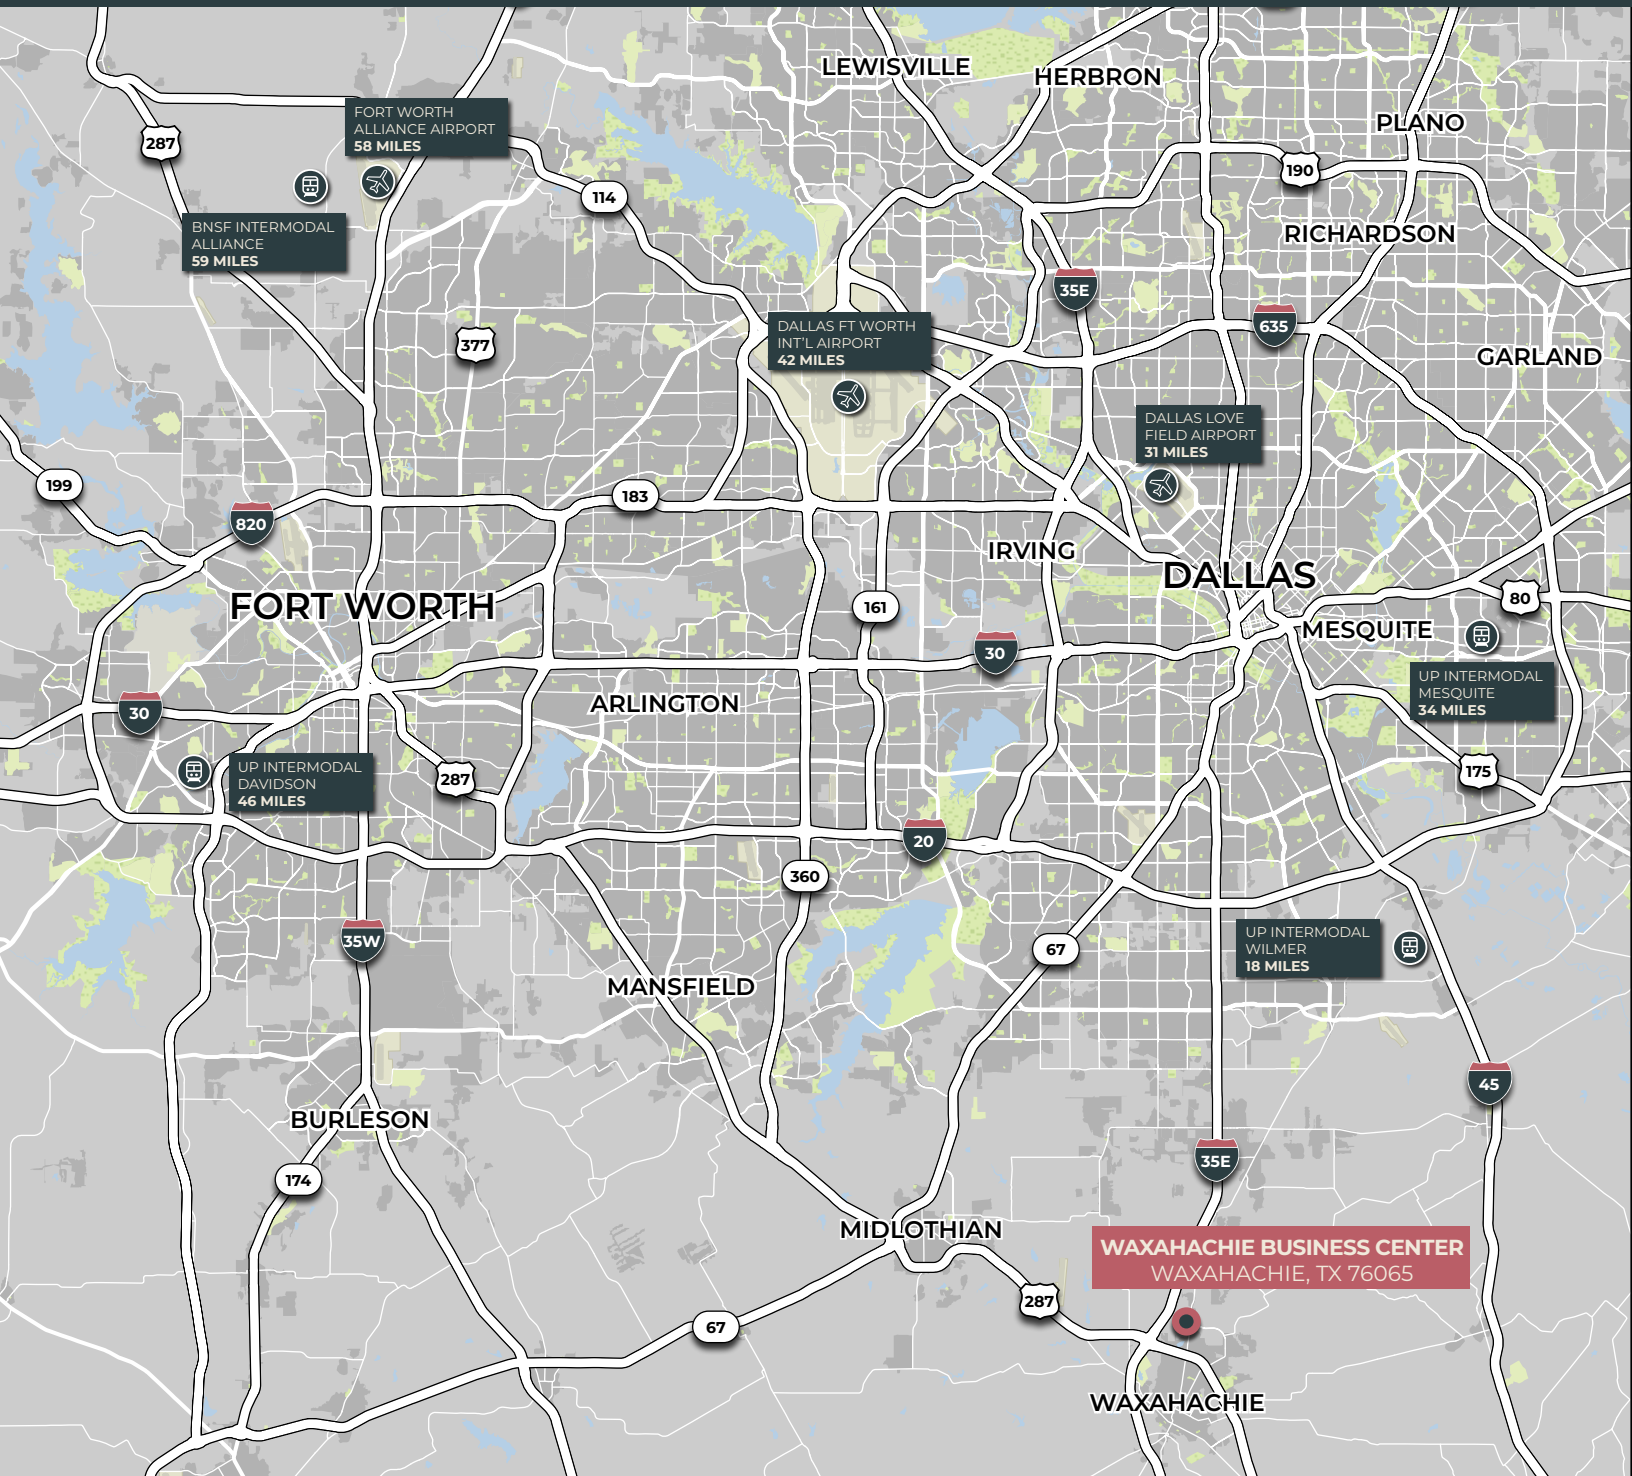 LEWISVILLE
HERBRON
FORT WORTH
ALLIANCE AIRPORT
58 MILES
PLANO
287
190
114
BNSF INTERMODAL
ALLIANCE
59 MILES
RICHARDSON
35E
DALLAS FT WORTH
INT'L AIRPORT
42 MILES
635
377
GARLAND
DALLAS LOVE
FIELD AIRPORT
31 MILES
199
183
820
IRVING
DALLAS
80
FORT WORTH
161
MESQUITE
30
UP INTERMODAL
MESQUITE
34 MILES
ARLINGTON
30
UP INTERMODAL
DAVIDSON
46 MILES
287
175
20
360
35W
67
UP INTERMODAL
WILMER
18 MILES
MANSFIELD
45
BURLESON
35E
174
MIDLOTHIAN
WAXAHACHIE BUSINESS CENTER
WAXAHACHIE, TX 76065
287
67
WAXAHACHIE